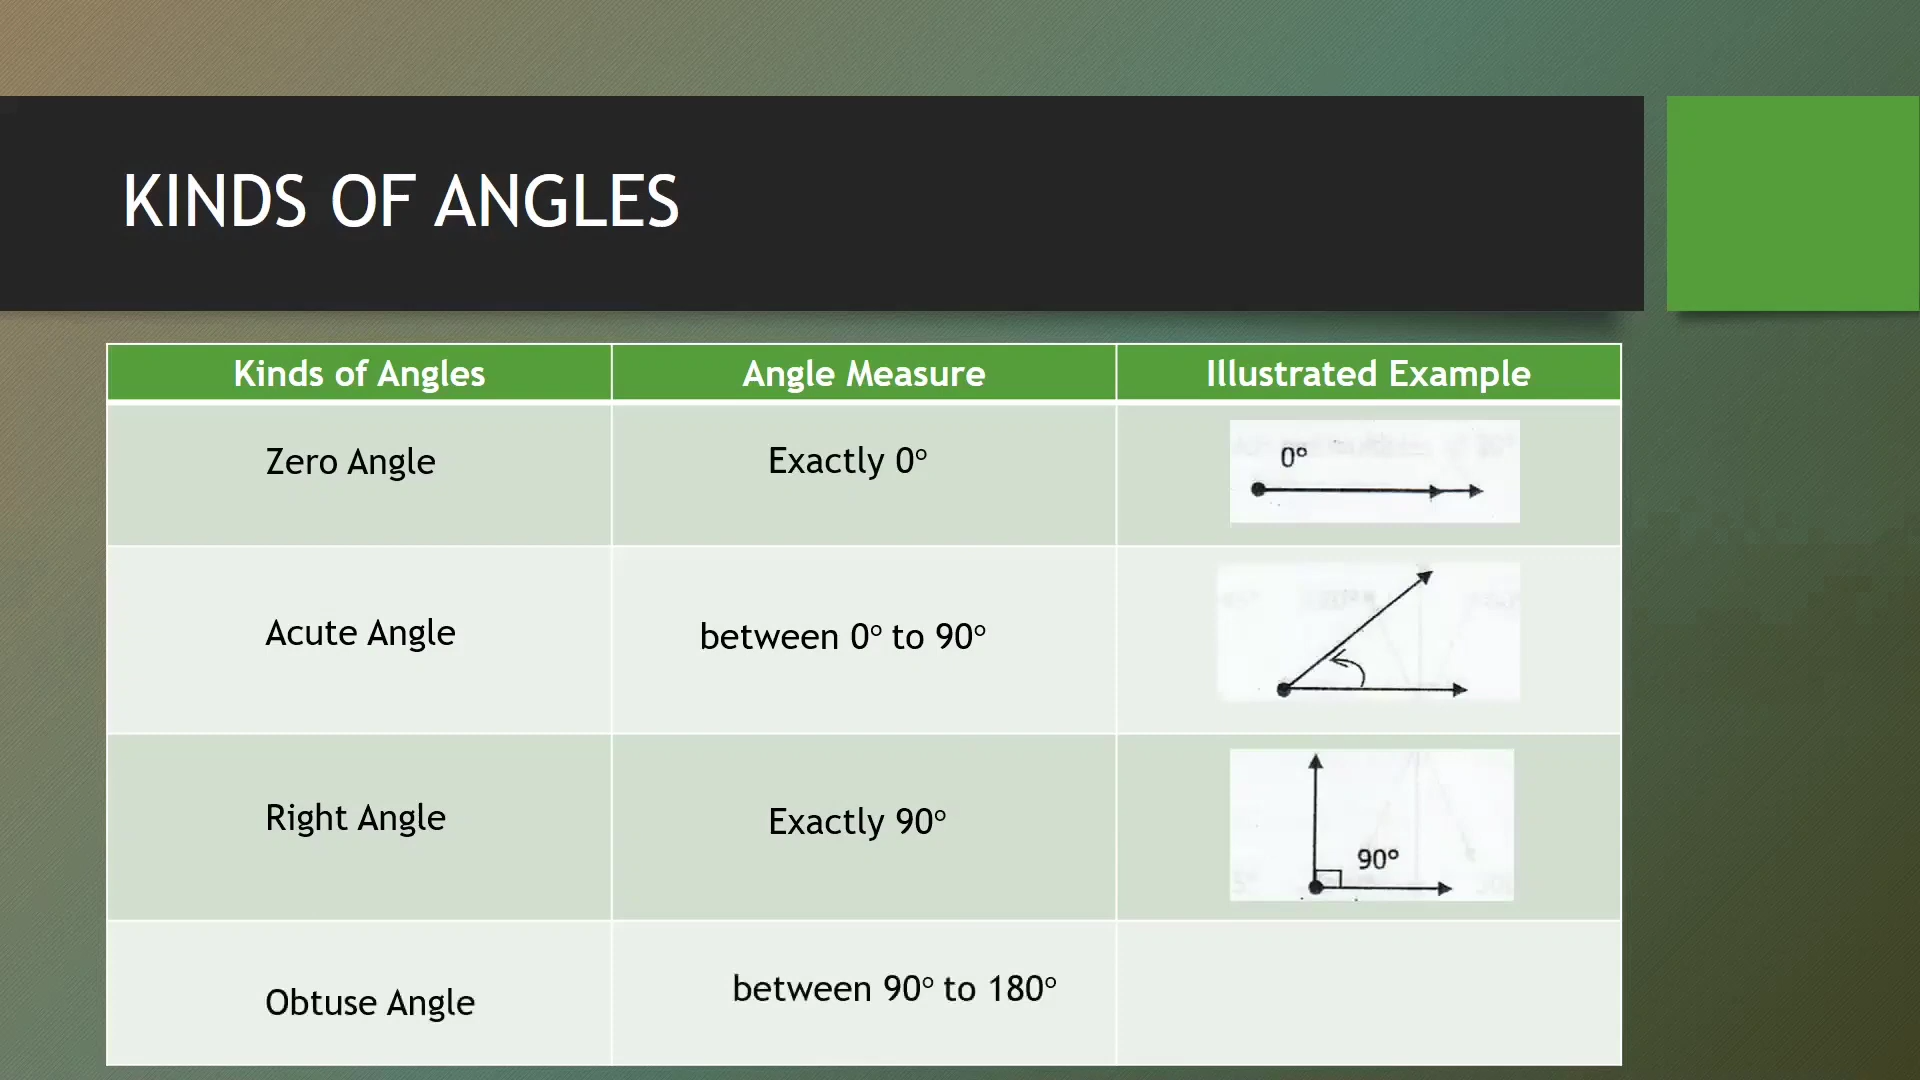 KINDS OF ANGLES
Kinds of Angles Angle Measure Illustrated Example
Zero Angle Exactly 0° 0°
Acute Angle between 0° to 90°
Right Angle Exactly 90° 90°
Obtuse Angle between 90° to 180°